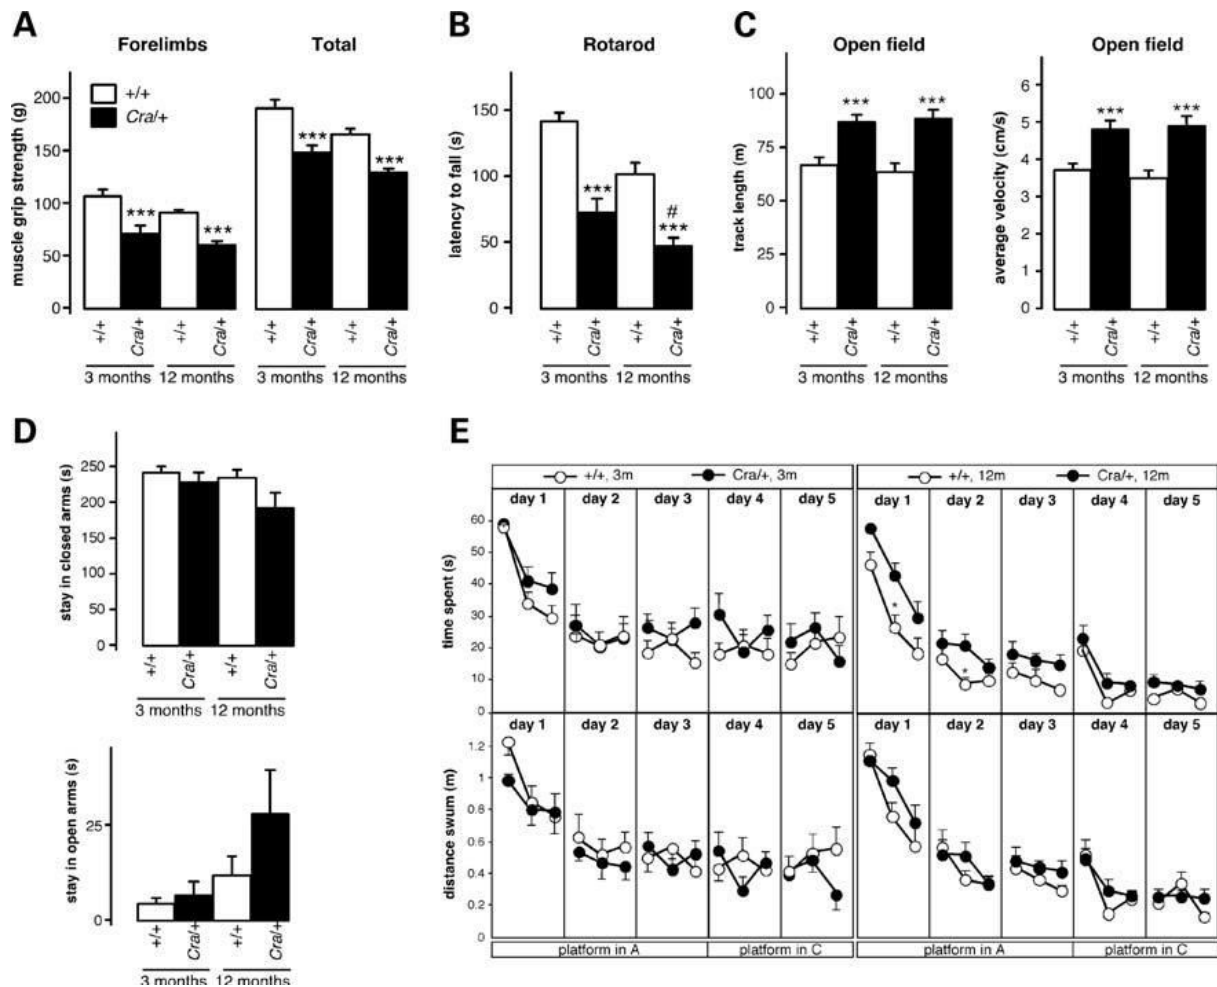 A
Forelimbs
Total
muscle grip strength (g)
200
150
100
50
0
+/+
Cra/+
***
***
***
***
+/+
Cra/+
+/+
Cra/+
+/+
Cra/+
+/+
Cra/+
3 months
12 months
3 months
12 months
B
Rotarod
latency to fall (s)
150
100
50
0
***
#
***
+/+
Cra/+
+/+
Cra/+
3 months
12 months
C
Open field
track length (m)
100
75
50
25
0
***
***
+/+
Cra/+
+/+
Cra/+
3 months
12 months
Open field
average velocity (cm/s)
6
5
4
3
2
1
0
***
***
+/+
Cra/+
+/+
Cra/+
3 months
12 months
D
stay in closed arms (s)
250
200
150
100
50
0
+/+
Cra/+
+/+
Cra/+
3 months
12 months
stay in open arms (s)
25
0
+/+
Cra/+
+/+
Cra/+
3 months
12 months
E
+/+, 3m
Cra/+, 3m
+/+, 12m
Cra/+, 12m
day 1
day 2
day 3
day 4
day 5
day 1
day 2
day 3
day 4
day 5
time spent (s)
60
50
40
30
20
10
0
*
*
day 1
day 2
day 3
day 4
day 5
day 1
day 2
day 3
day 4
day 5
distance swum (m)
1.2
1
0.8
0.6
0.4
0.2
0
platform in A
platform in C
platform in A
platform in C